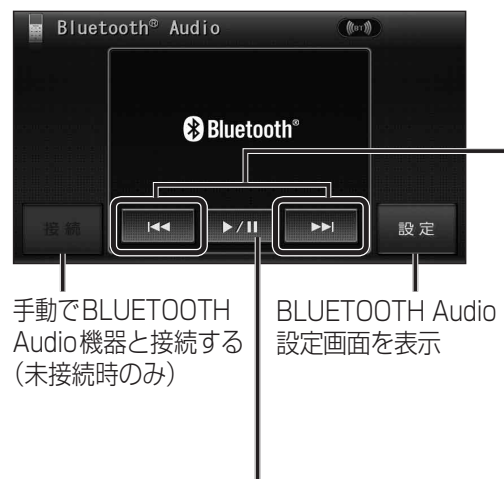 Bluetooth® Audio
BT
Bluetooth®
接続
設定
手動でBLUETOOTH
Audio機器と接続する
(未接続時のみ)
BLUETOOTH Audio
設定画面を表示